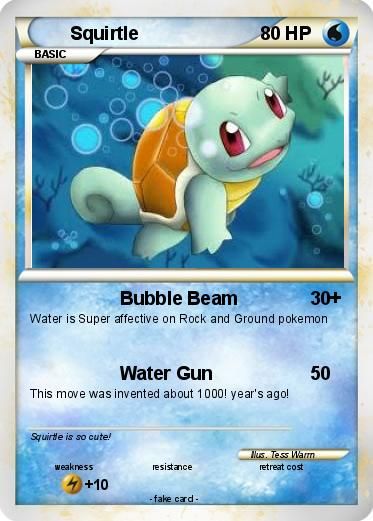 Squirtle 80 HP
BASIC
Bubble Beam 30+
Water is Super affective on Rock and Ground pokemon
Water Gun 50
This move was invented about 1000! year's ago!
Squirtle is so cute!
Illus. Tess Warrn
weakness resistance retreat cost
+10
- fake card -